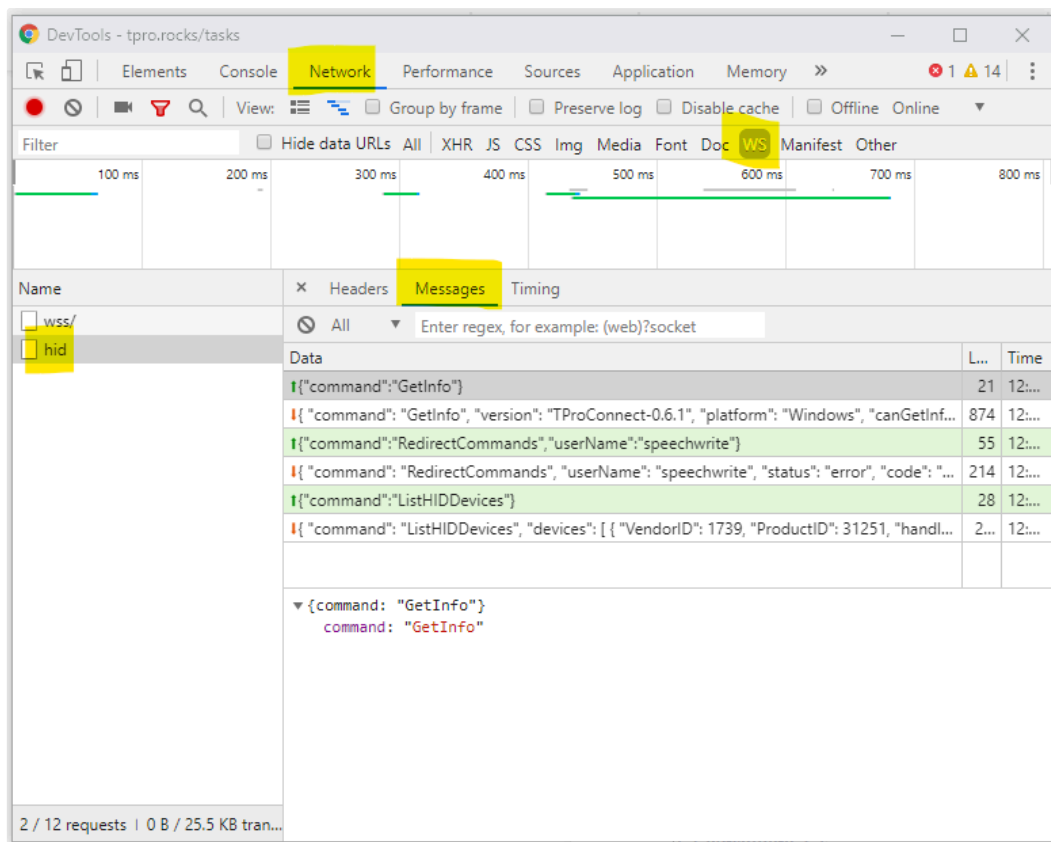 DevTools - tpro.rocks/tasks
Elements Console Network Performance Sources Application Memory » 1 14
View: Group by frame Preserve log Disable cache Offline Online
Filter Hide data URLs All XHR JS CSS Img Media Font Doc WS Manifest Other
100 ms 200 ms 300 ms 400 ms 500 ms 600 ms 700 ms 800 ms
Name × Headers Messages Timing
wss/ All Enter regex, for example: (web)?socket
hid Data L... Time
{"command":"GetInfo"} 21 12:...
{ "command": "GetInfo", "version": "TProConnect-0.6.1", "platform": "Windows", "canGetInf... 874 12:...
{"command":"RedirectCommands","userName":"speechwrite"} 55 12:...
{ "command": "RedirectCommands", "userName": "speechwrite", "status": "error", "code": "... 214 12:...
{"command":"ListHIDDevices"} 28 12:...
{ "command": "ListHIDDevices", "devices": [ { "VendorID": 1739, "ProductID": 31251, "handl... 2... 12:...
{command: "GetInfo"}
command: "GetInfo"
2 / 12 requests | 0 B / 25.5 KB tran...